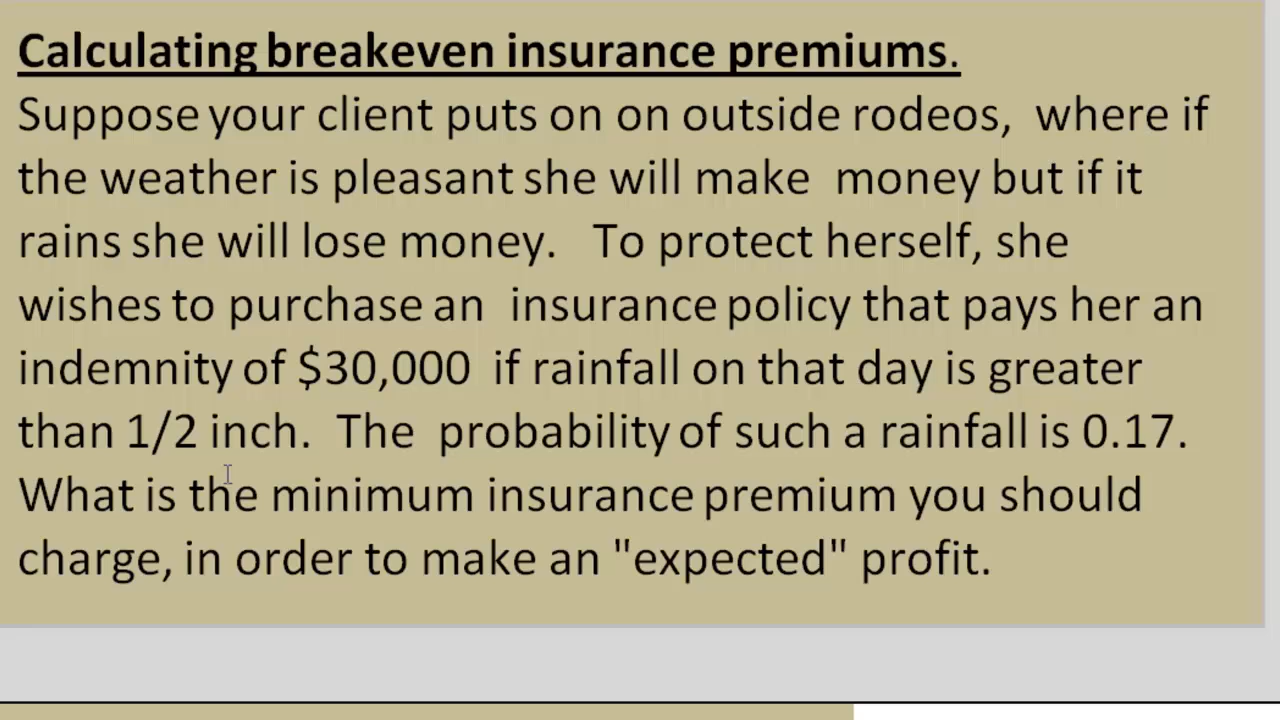 Calculating breakeven insurance premiums.
Suppose your client puts on on outside rodeos, where if
the weather is pleasant she will make money but if it
rains she will lose money. To protect herself, she
wishes to purchase an insurance policy that pays her an
indemnity of $30,000 if rainfall on that day is greater
than 1/2 inch. The probability of such a rainfall is 0.17.
What is the minimum insurance premium you should
charge, in order to make an "expected" profit.